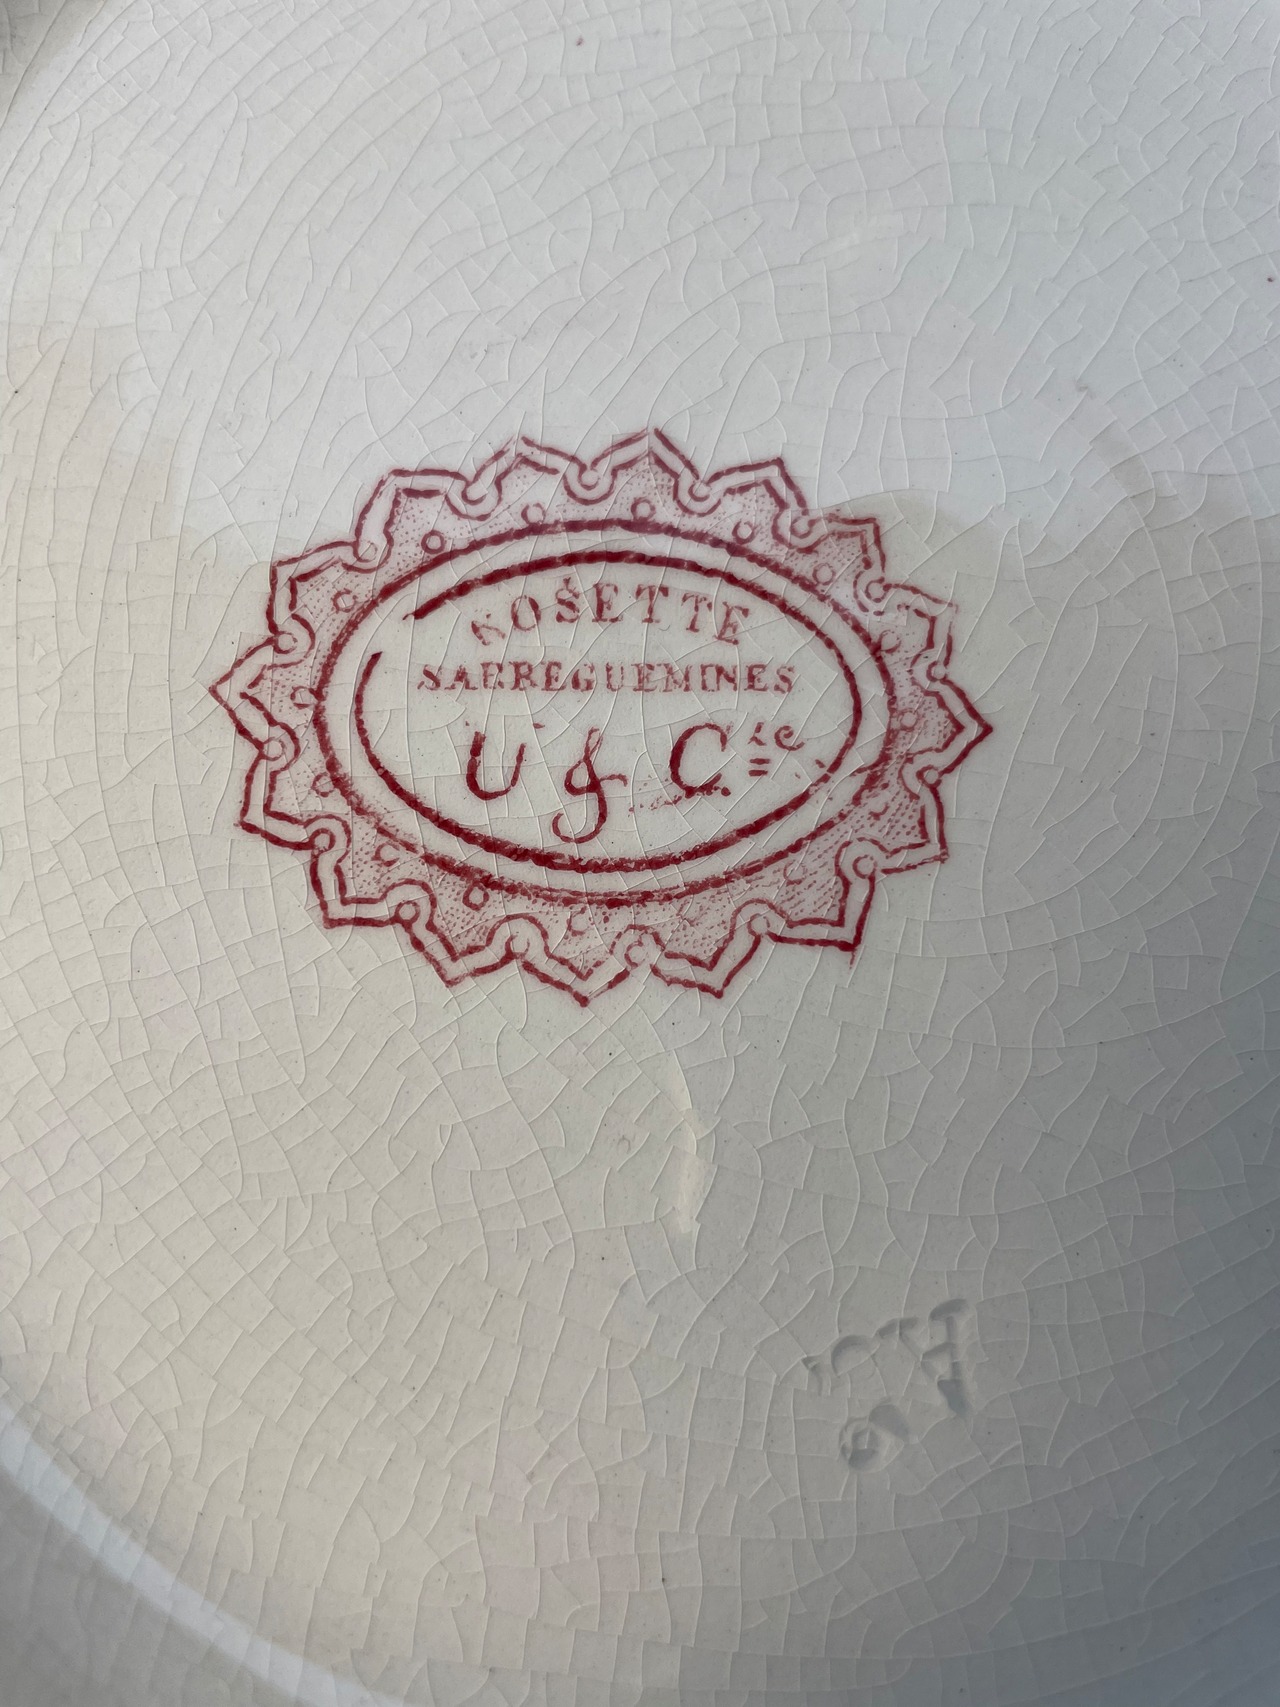 ROSETTE
SARREGUEMINES
U & Cie